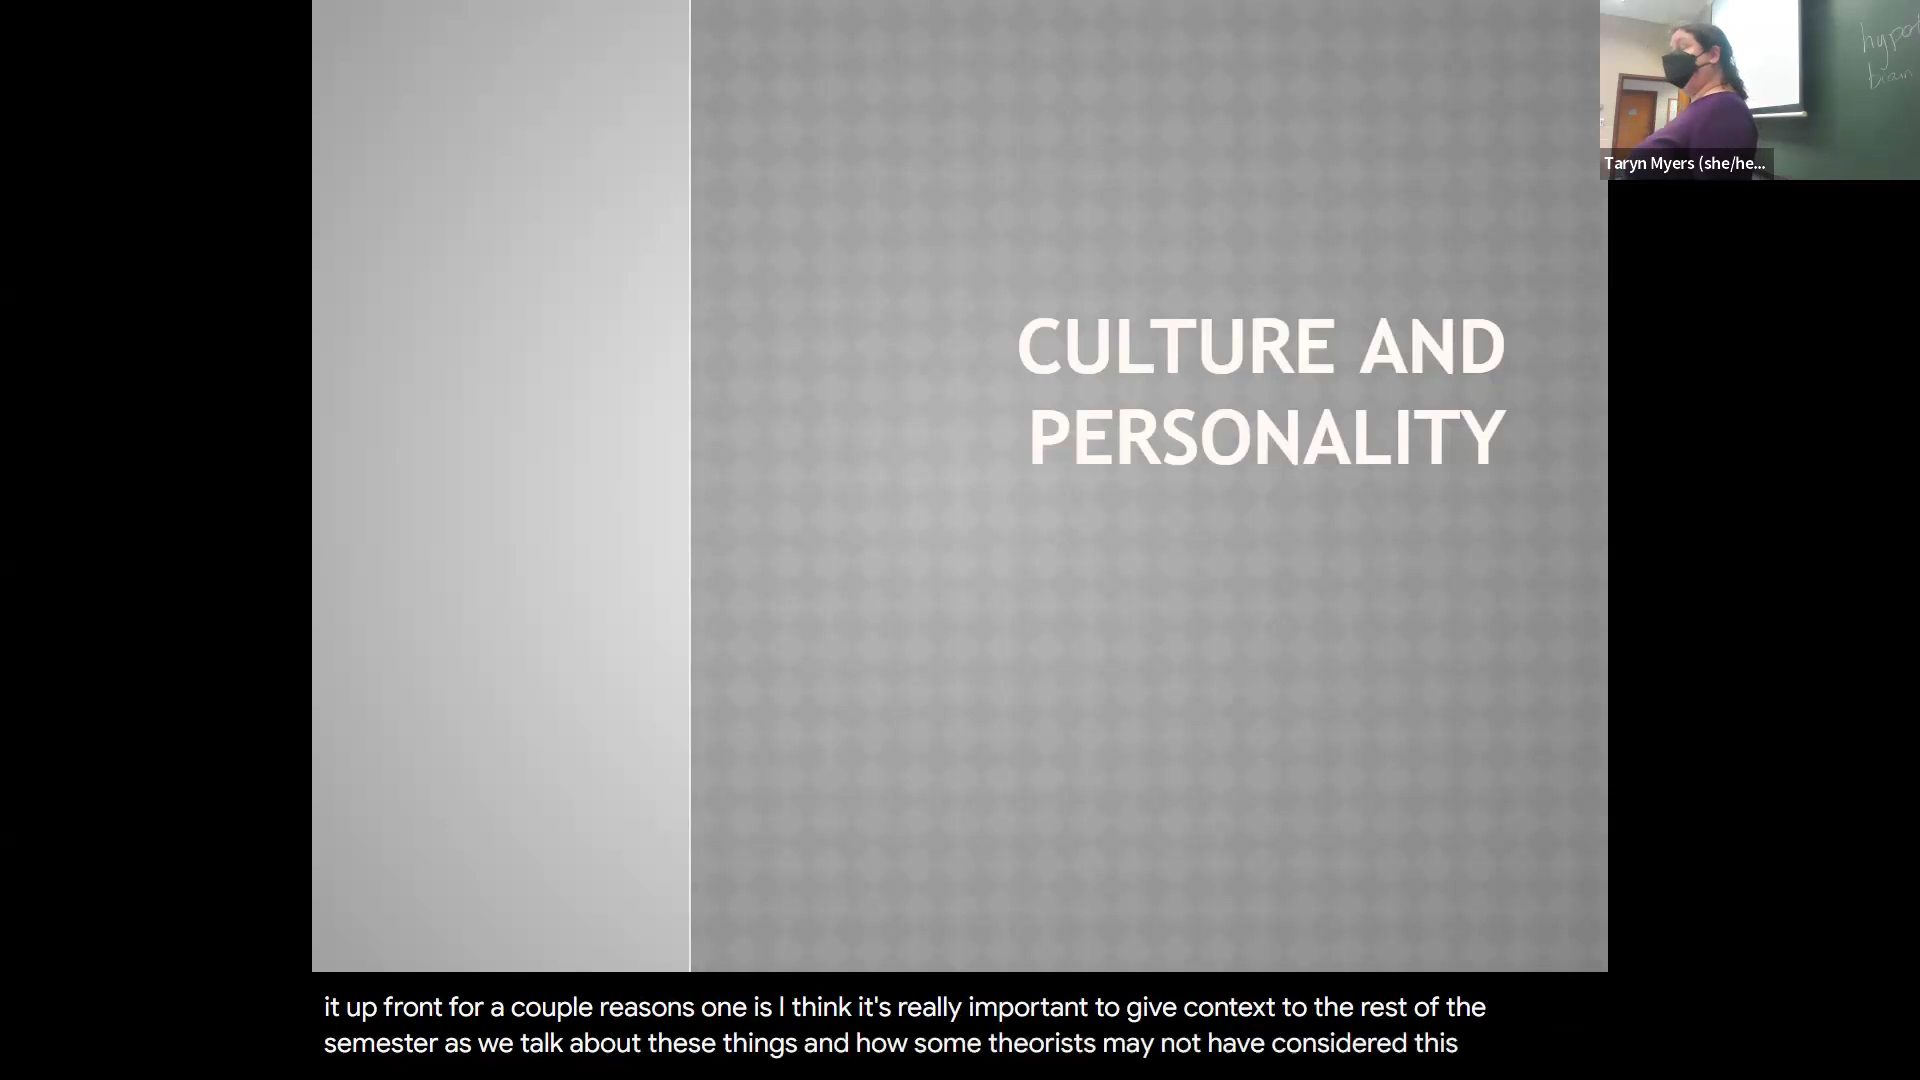 CULTURE AND
PERSONALITY
Taryn Myers (she/he...
brain
it up front for a couple reasons one is I think it's really important to give context to the rest of the
semester as we talk about these things and how some theorists may not have considered this